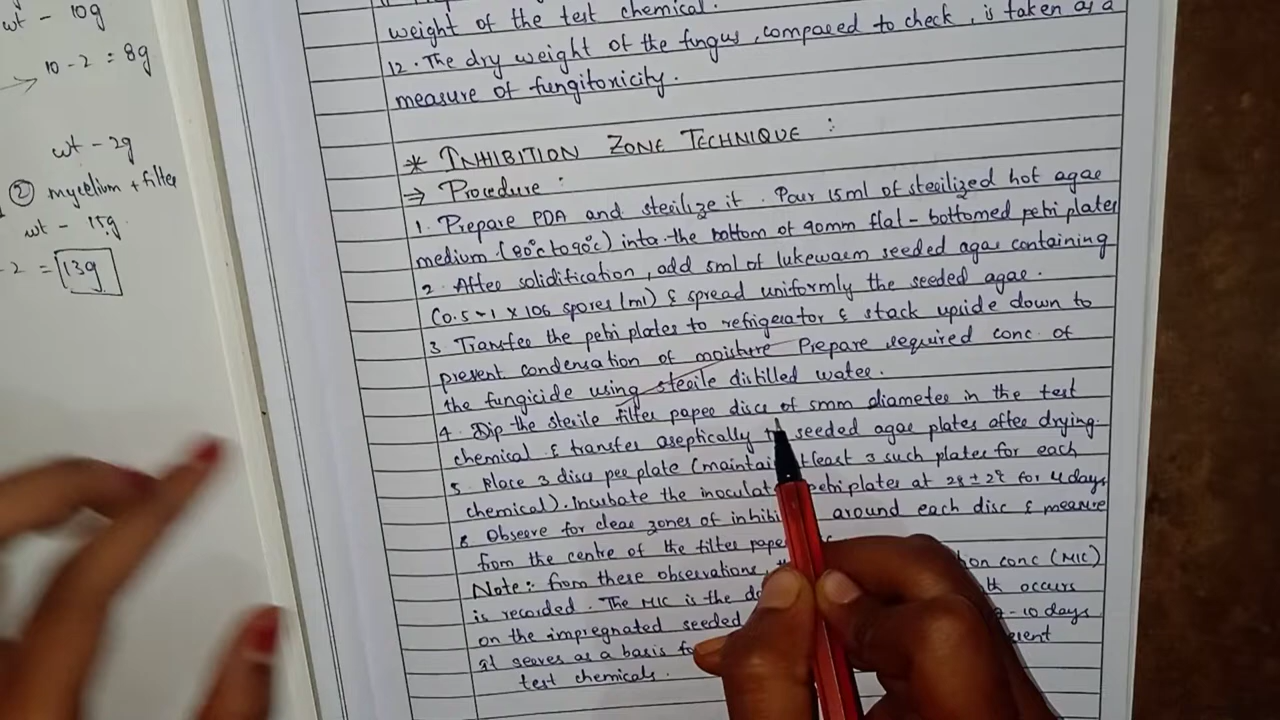 wt - 10g
10 - 2 = 8g
wt - 2g
② mycelium + filter
wt - 15g
- 2 = 13g
weight of the test chemical.
12. The dry weight of the fungus, compared to check, is taken as a
measure of fungitonicity.
* INHIBITION ZONE TECHNIQUE :
⇒ Procedure :
1. Prepare PDA and sterilize it. Pour 15ml of sterilized hot agar
medium. (80°c to 90°c) into the bottom of 90mm flat-bottomed petri plates
2. After solidification, add 5ml of lukewarm seeded agar containing
(0.5-1 x 106 spores/ml) & spread uniformly the seeded agar.
3 Transfer the petri plates to refrigerator & stack upside down to
present condensation of moisture Prepare required conc of
the fungicide using sterile distilled water.
4. Dip the sterile filter paper discs of 5mm diameter in the test
chemical & transfer aseptically seeded agar plates after drying.
5. Place 3 discs per plate (maintain least 3 such plates for each
chemical). Incubate the inoculat petri plates at 28 ± 2°c for 4 days
Observe for clear zones of inhibi around each disc & measure
from the centre of the filter pape
Note: from these observations, on conc (MIC)
is recorded. The MIC is the occurs
on the impregnated seeded - 10 days
It serves as a basis fo
test chemicals.